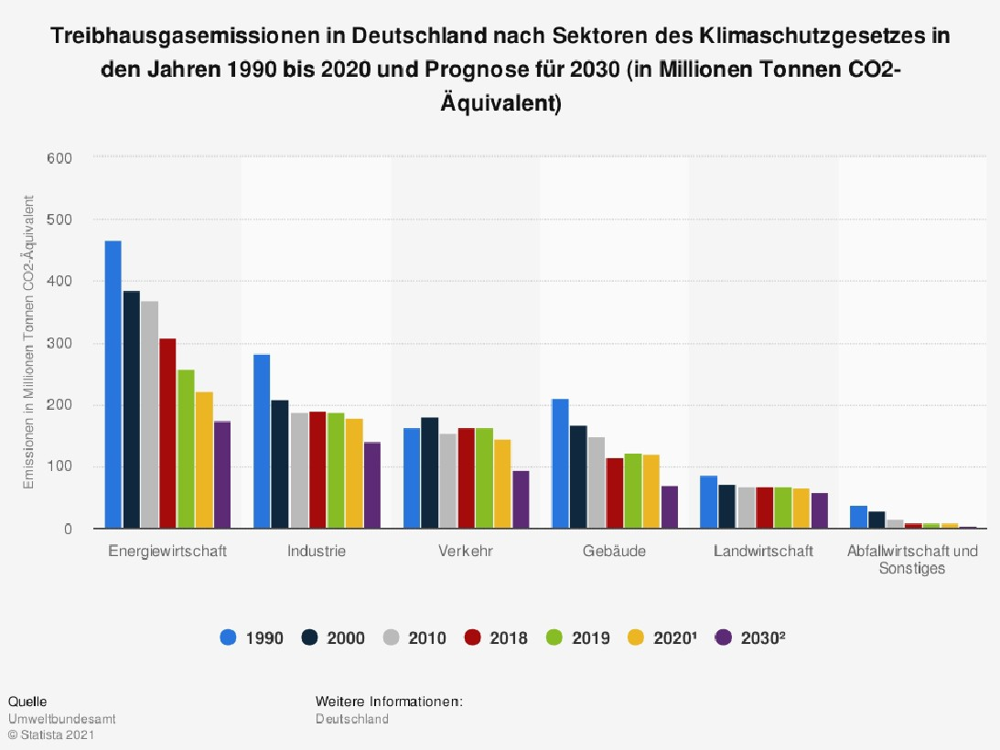 Treibhausgasemissionen in Deutschland nach Sektoren des Klimaschutzgesetzes in
den Jahren 1990 bis 2020 und Prognose für 2030 (in Millionen Tonnen CO2-
Äquivalent)
Emissionen in Millionen Tonnen CO2-Äquivalent
600
500
400
300
200
100
0
Energiewirtschaft
Industrie
Verkehr
Gebäude
Landwirtschaft
Abfallwirtschaft und
Sonstiges
1990 2000 2010 2018 2019 2020¹ 2030²
Quelle
Umweltbundesamt
© Statista 2021
Weitere Informationen:
Deutschland